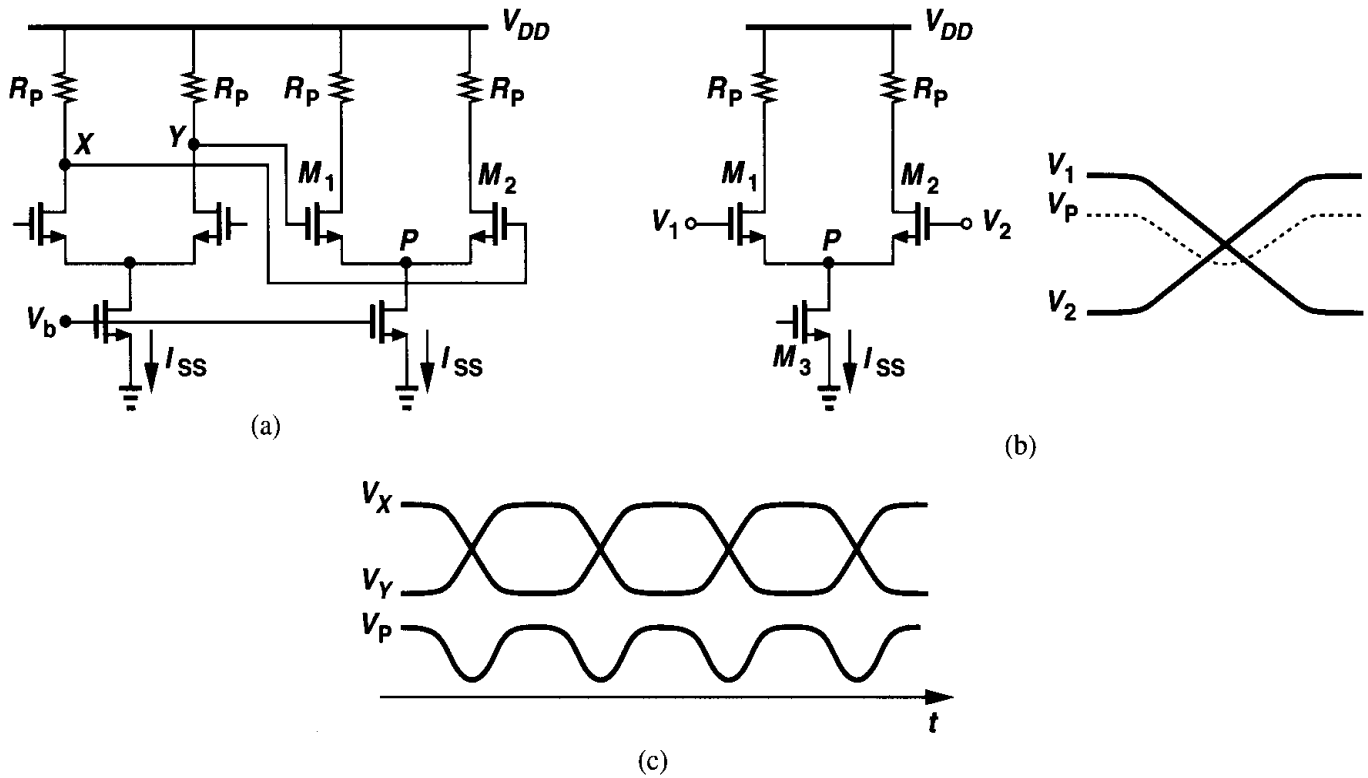 V_DD
R_P R_P R_P R_P
X Y M_1 M_2
P
V_b
I_SS I_SS
(a)
V_DD
R_P R_P
M_1 M_2
V_1 P V_2
M_3 I_SS
V_1
V_P
V_2
(b)
V_X
V_Y
V_P
t
(c)